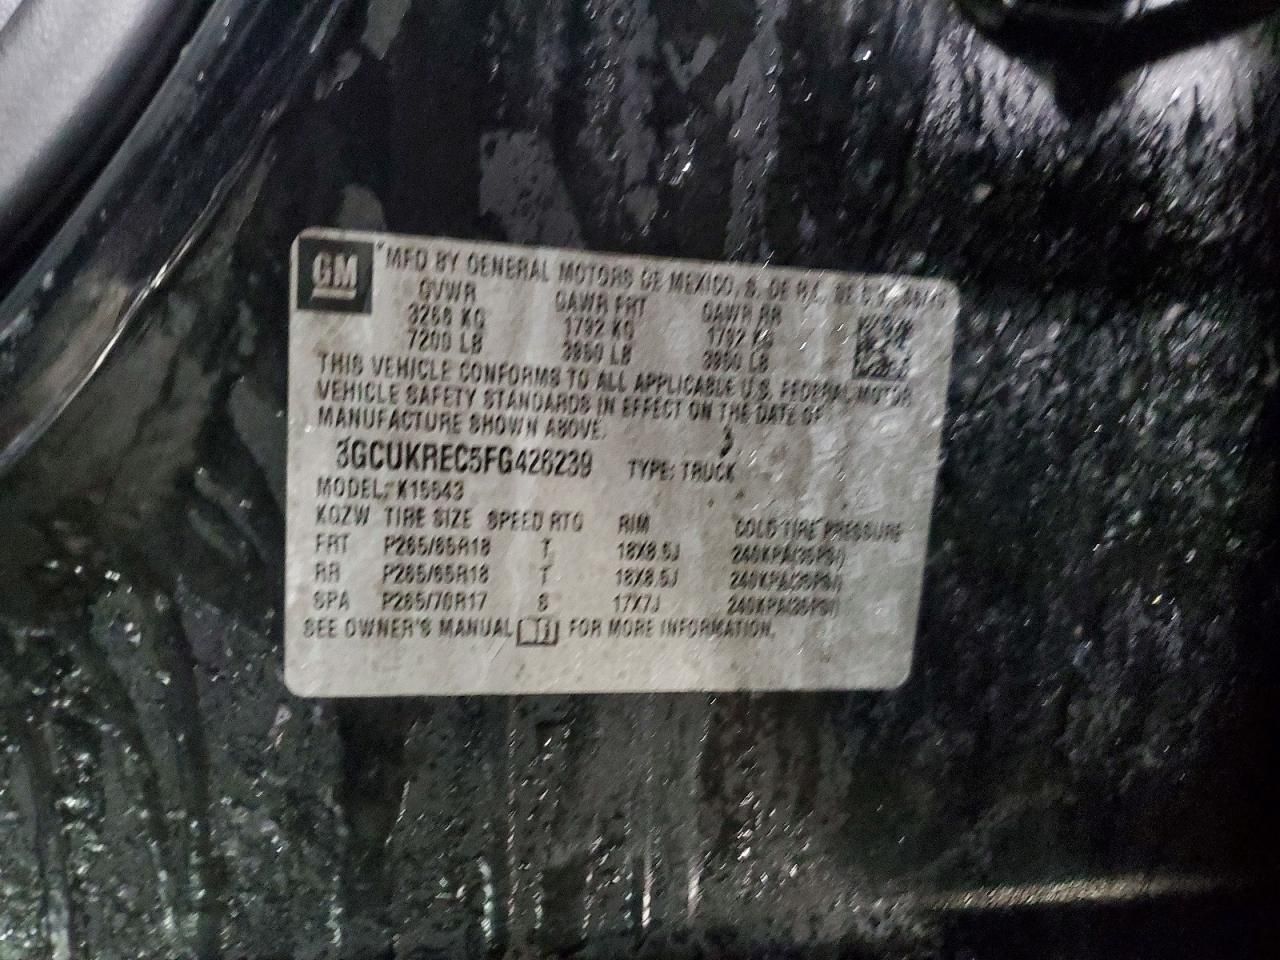 GM
MFD BY GENERAL MOTORS DE MEXICO, S. DE R.L. DE C.V.
GVWR GAWR FRT GAWR RR
3266 KG 1792 KG 1792 KG
7200 LB 3950 LB 3950 LB
THIS VEHICLE CONFORMS TO ALL APPLICABLE U.S. FEDERAL MOTOR
VEHICLE SAFETY STANDARDS IN EFFECT ON THE DATE OF
MANUFACTURE SHOWN ABOVE.
3GCUKREC5FG426239 TYPE: TRUCK
MODEL: K15543
KGZW TIRE SIZE SPEED RTG RIM COLD TIRE PRESSURE
FRT P265/65R18 T 18X8.5J 240KPA(35PSI)
RR P265/65R18 T 18X8.5J 240KPA(35PSI)
SPA P265/70R17 S 17X7J 240KPA(35PSI)
SEE OWNER'S MANUAL FOR MORE INFORMATION.